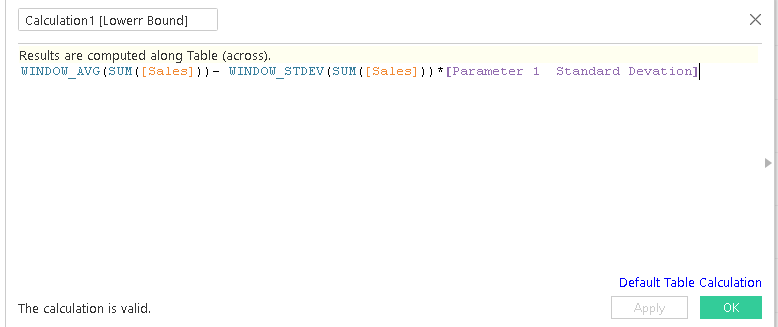 Calculation1 [Lowerr Bound]
Results are computed along Table (across).
WINDOW_AVG(SUM([Sales]))- WINDOW_STDEV(SUM([Sales]))*[Parameter 1  Standard Devation]
Default Table Calculation
The calculation is valid.
Apply
OK